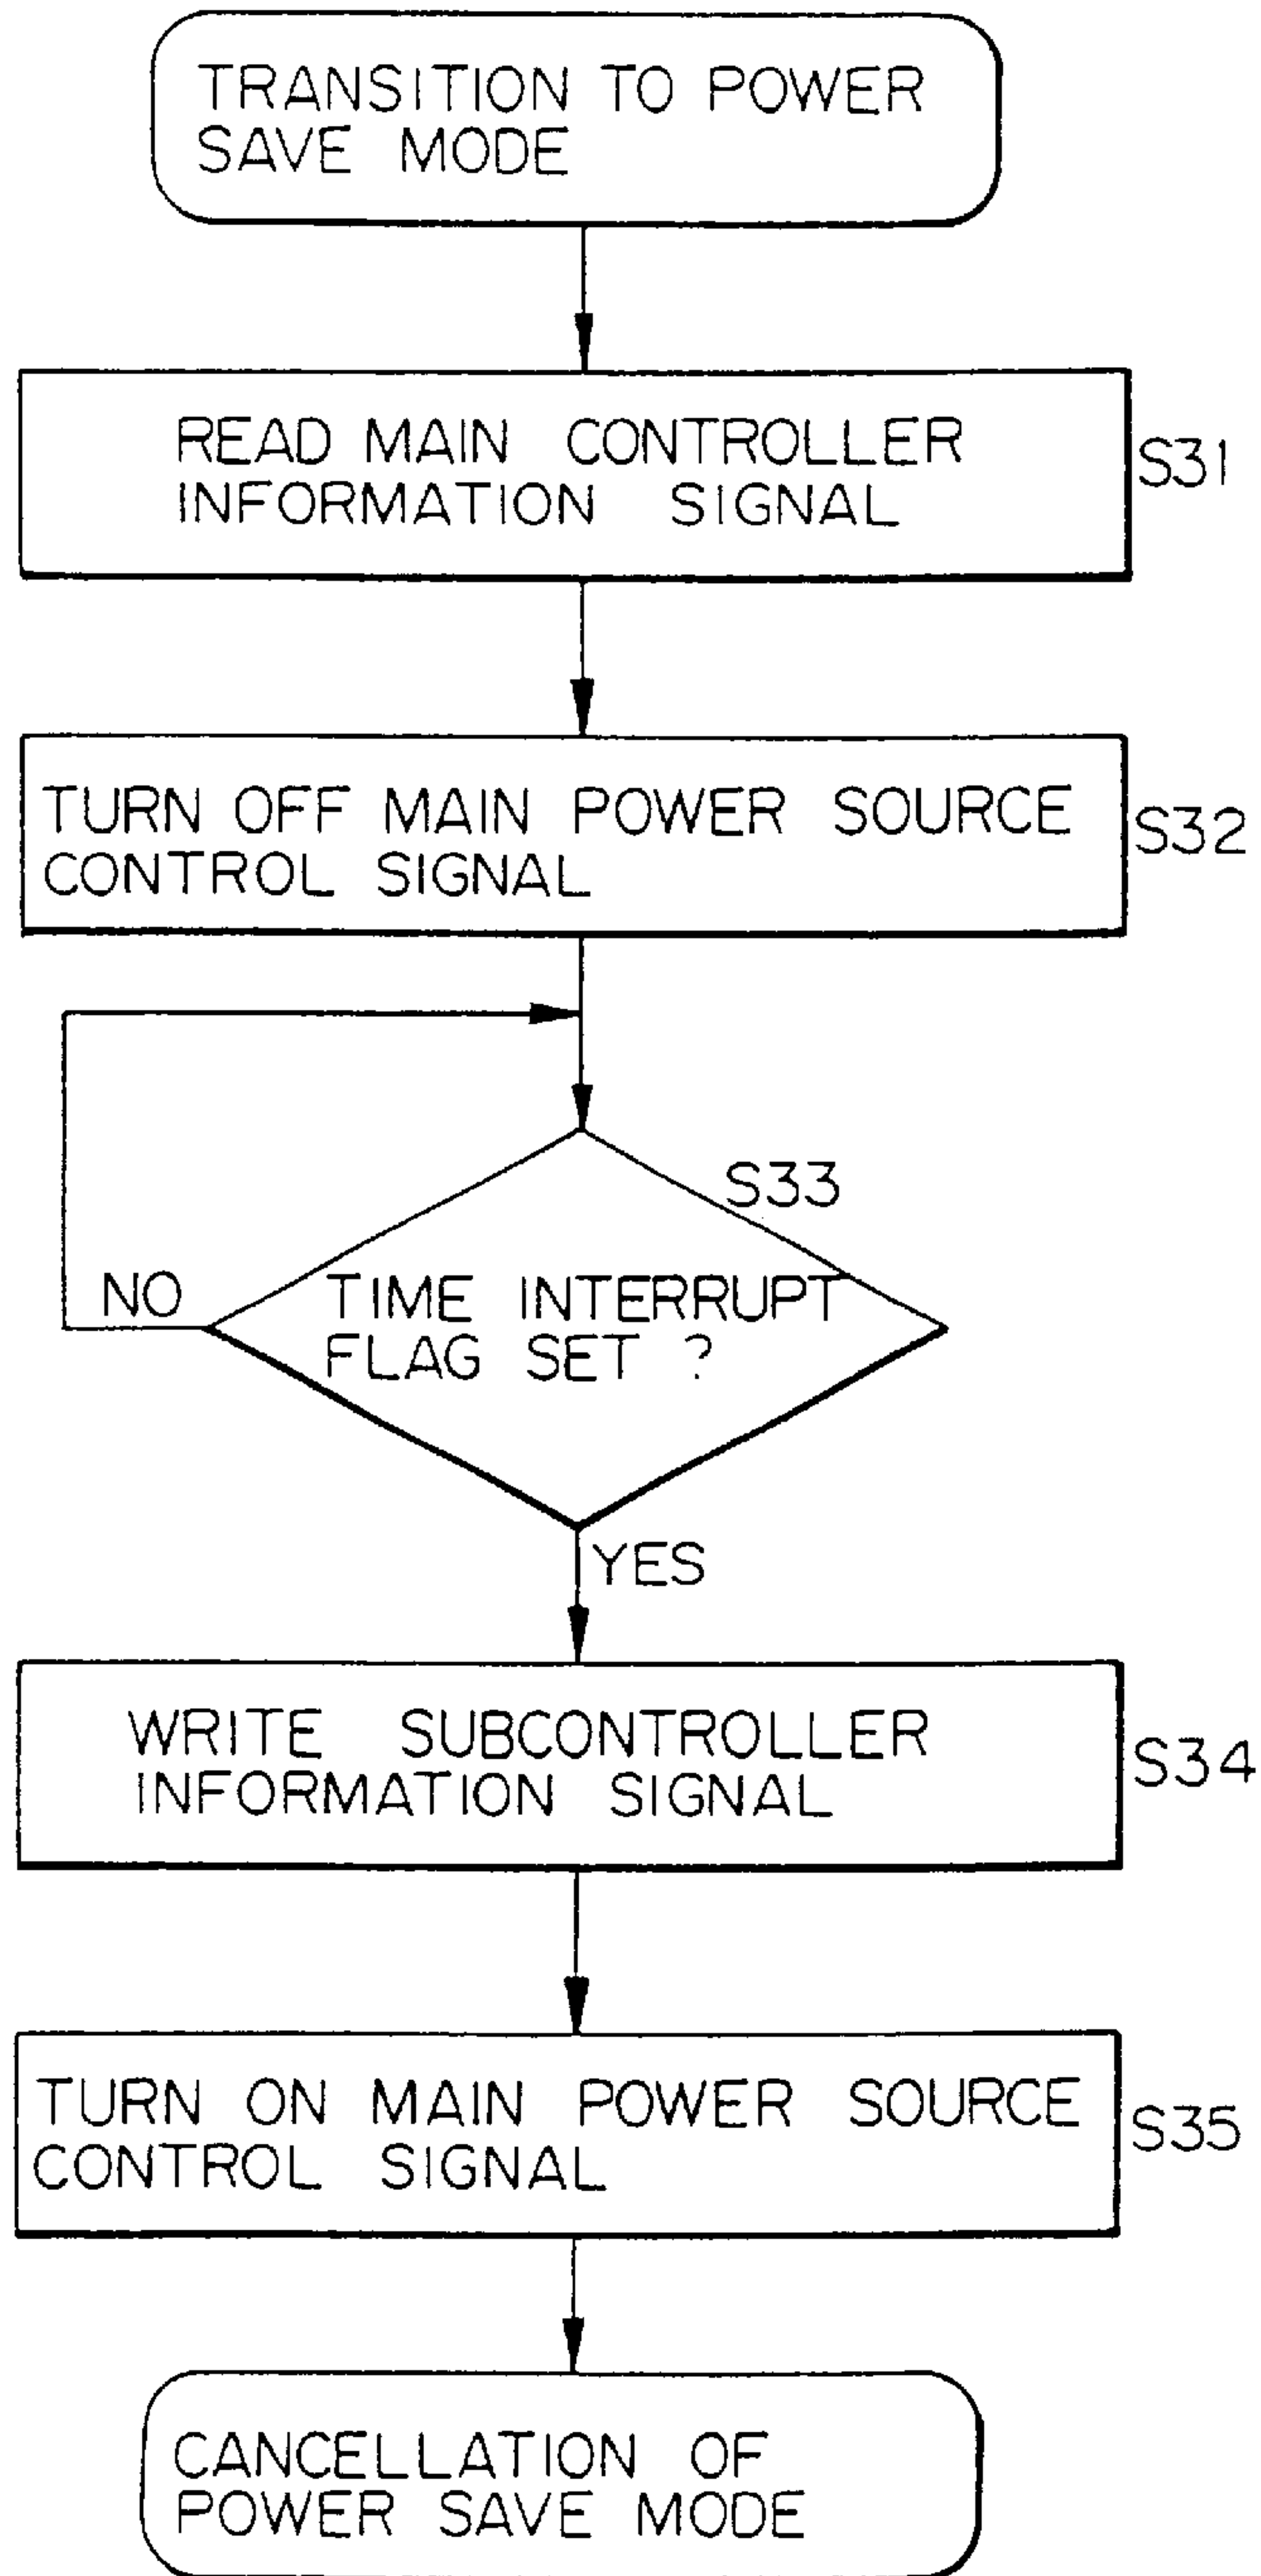 TRANSITION TO POWER
SAVE MODE
READ MAIN CONTROLLER
INFORMATION SIGNAL
S31
TURN OFF MAIN POWER SOURCE
CONTROL SIGNAL
S32
S33
NO
TIME INTERRUPT
FLAG SET ?
YES
WRITE SUBCONTROLLER
INFORMATION SIGNAL
S34
TURN ON MAIN POWER SOURCE
CONTROL SIGNAL
S35
CANCELLATION OF
POWER SAVE MODE